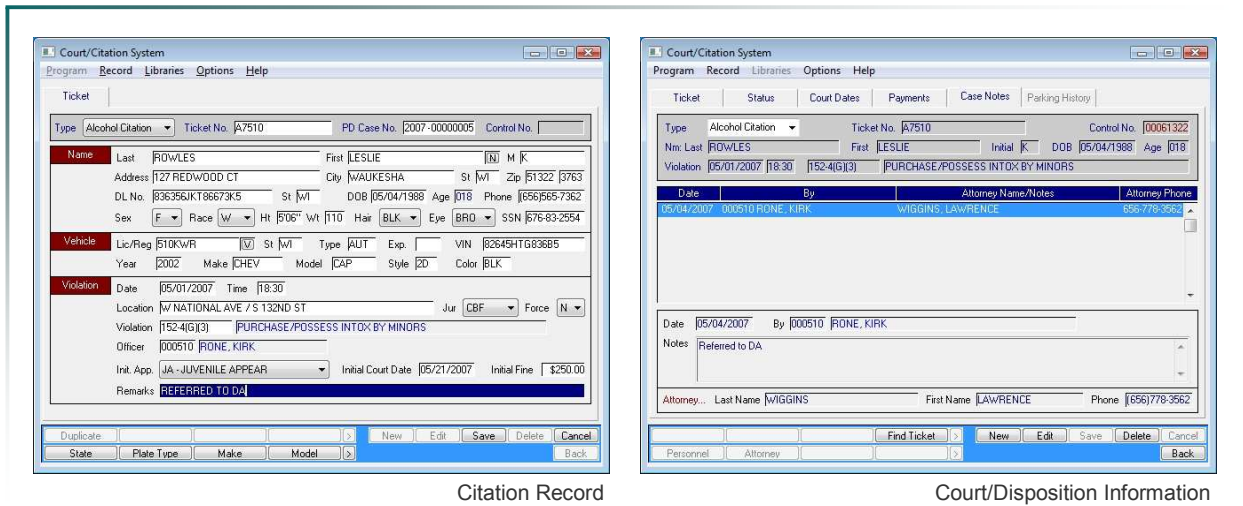 Court/Citation System
Program Record Libraries Options Help
Ticket
Type Alcohol Citation Ticket No. A7510 PD Case No. 2007-00000005 Control No.
Name Last ROWLES First LESLIE N M K
Address 127 REDWOOD CT City WAUKESHA St WI Zip 51322 3763
DL No. 836356JKT86673K5 St WI DOB 05/04/1988 Age 018 Phone (656)565-7362
Sex F Race W Ht 5'06" Wt 110 Hair BLK Eye BRO SSN 676-83-2554
Vehicle Lic/Reg 510KWR V St WI Type AUT Exp. VIN 82645HTG836B5
Year 2002 Make CHEV Model CAP Style 2D Color BLK
Violation Date 05/01/2007 Time 18:30
Location W NATIONAL AVE / S 132ND ST Jur CBF Force N
Violation 152-4(G)(3) PURCHASE/POSSESS INTOX BY MINORS
Officer 000510 RONE, KIRK
Init. App. JA - JUVENILE APPEAR Initial Court Date 05/21/2007 Initial Fine $250.00
Remarks REFERRED TO DA
Duplicate > New Edit Save Delete Cancel
State Plate Type Make Model > Back
Citation Record
Court/Citation System
Program Record Libraries Options Help
Ticket Status Court Dates Payments Case Notes Parking History
Type Alcohol Citation Ticket No. A7510 Control No. 00061322
Nm: Last ROWLES First LESLIE Initial K DOB 05/04/1988 Age 018
Violation 05/01/2007 18:30 152-4(G)(3) PURCHASE/POSSESS INTOX BY MINORS
Date By Attorney Name/Notes Attorney Phone
05/04/2007 000510 RONE, KIRK WIGGINS, LAWRENCE 656-778-3562
Date 05/04/2007 By 000510 RONE, KIRK
Notes Referred to DA
Attorney... Last Name WIGGINS First Name LAWRENCE Phone (656)778-3562
Find Ticket > New Edit Save Delete Cancel
Personnel Attorney > Back
Court/Disposition Information